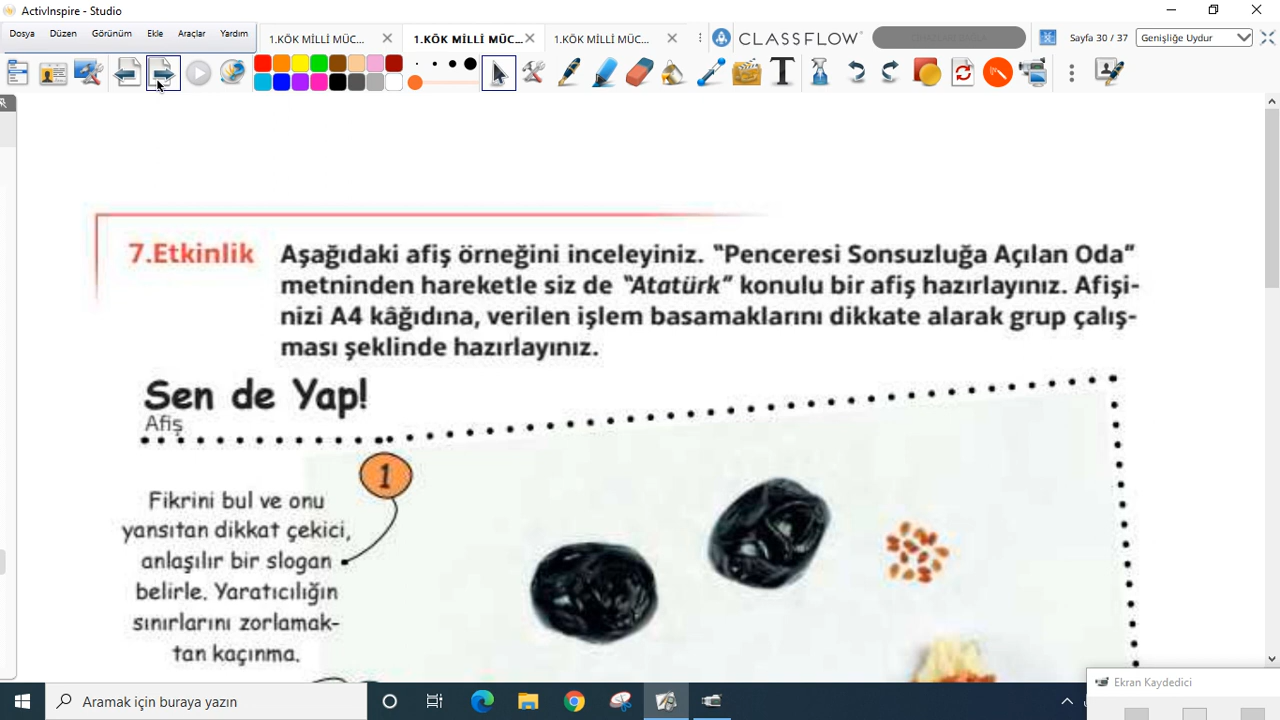 ActivInspire - Studio
Dosya Düzen Görünüm Ekle Araçlar Yardım
1.KÖK MİLLİ MÜC...
1.KÖK MİLLİ MÜC...
1.KÖK MİLLİ MÜC...
CLASSFLOW
Sayfa 30 / 37
Genişliğe Uydur
7.Etkinlik
Aşağıdaki afiş örneğini inceleyiniz. “Penceresi Sonsuzluğa Açılan Oda”
metninden hareketle siz de “Atatürk” konulu bir afiş hazırlayınız. Afişi-
nizi A4 kâğıdına, verilen işlem basamaklarını dikkate alarak grup çalış-
ması şeklinde hazırlayınız.
Sen de Yap!
Afiş
1
Fikrini bul ve onu
yansıtan dikkat çekici,
anlaşılır bir slogan
belirle. Yaratıcılığın
sınırlarını zorlamak-
tan kaçınma.
Ekran Kaydedici
Aramak için buraya yazın